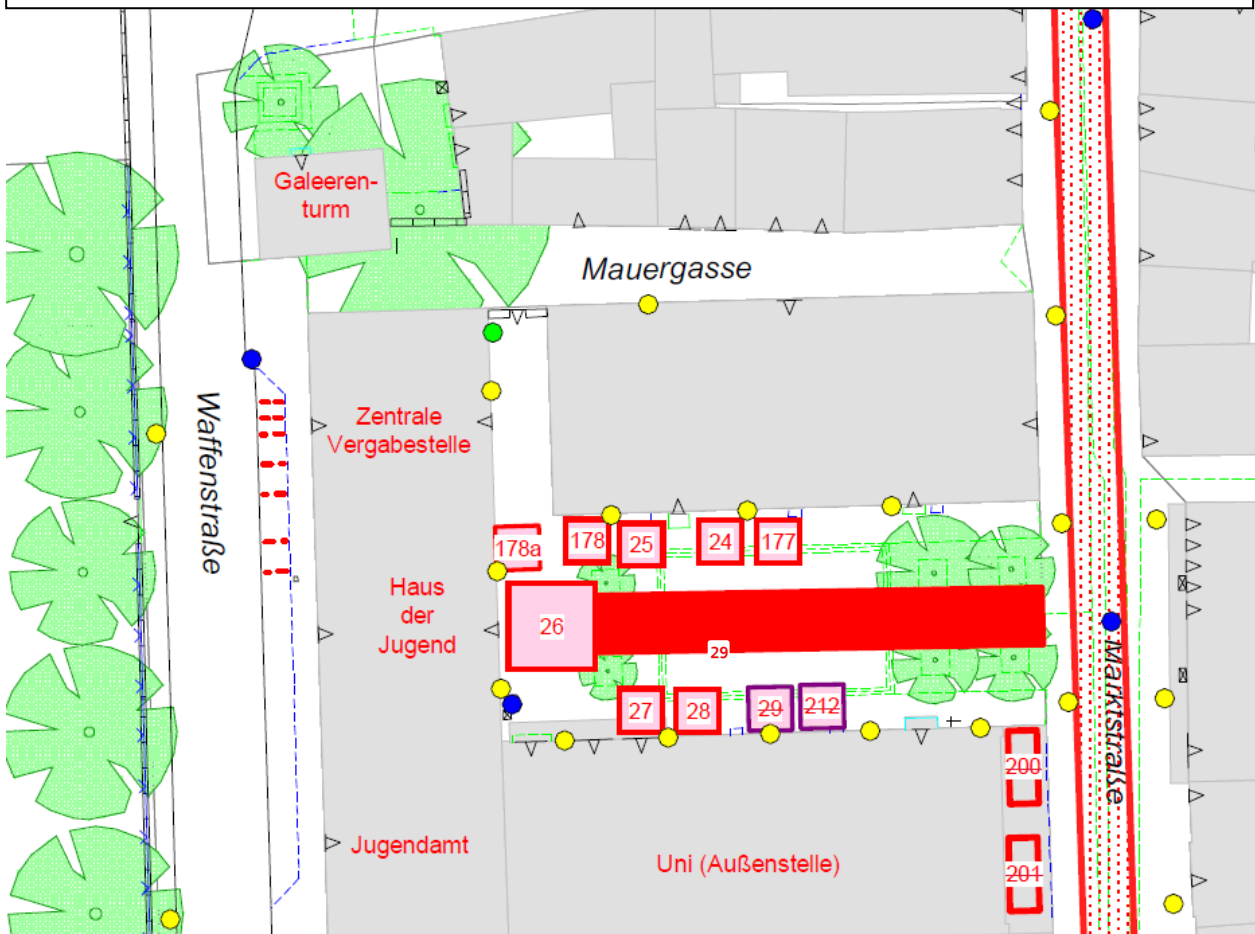 Galeeren-
turm
Mauergasse
Waffenstraße
Zentrale
Vergabestelle
178a
178
25
24
177
Haus
der
Jugend
26
29
27
28
29
212
Marktstraße
200
201
Jugendamt
Uni (Außenstelle)